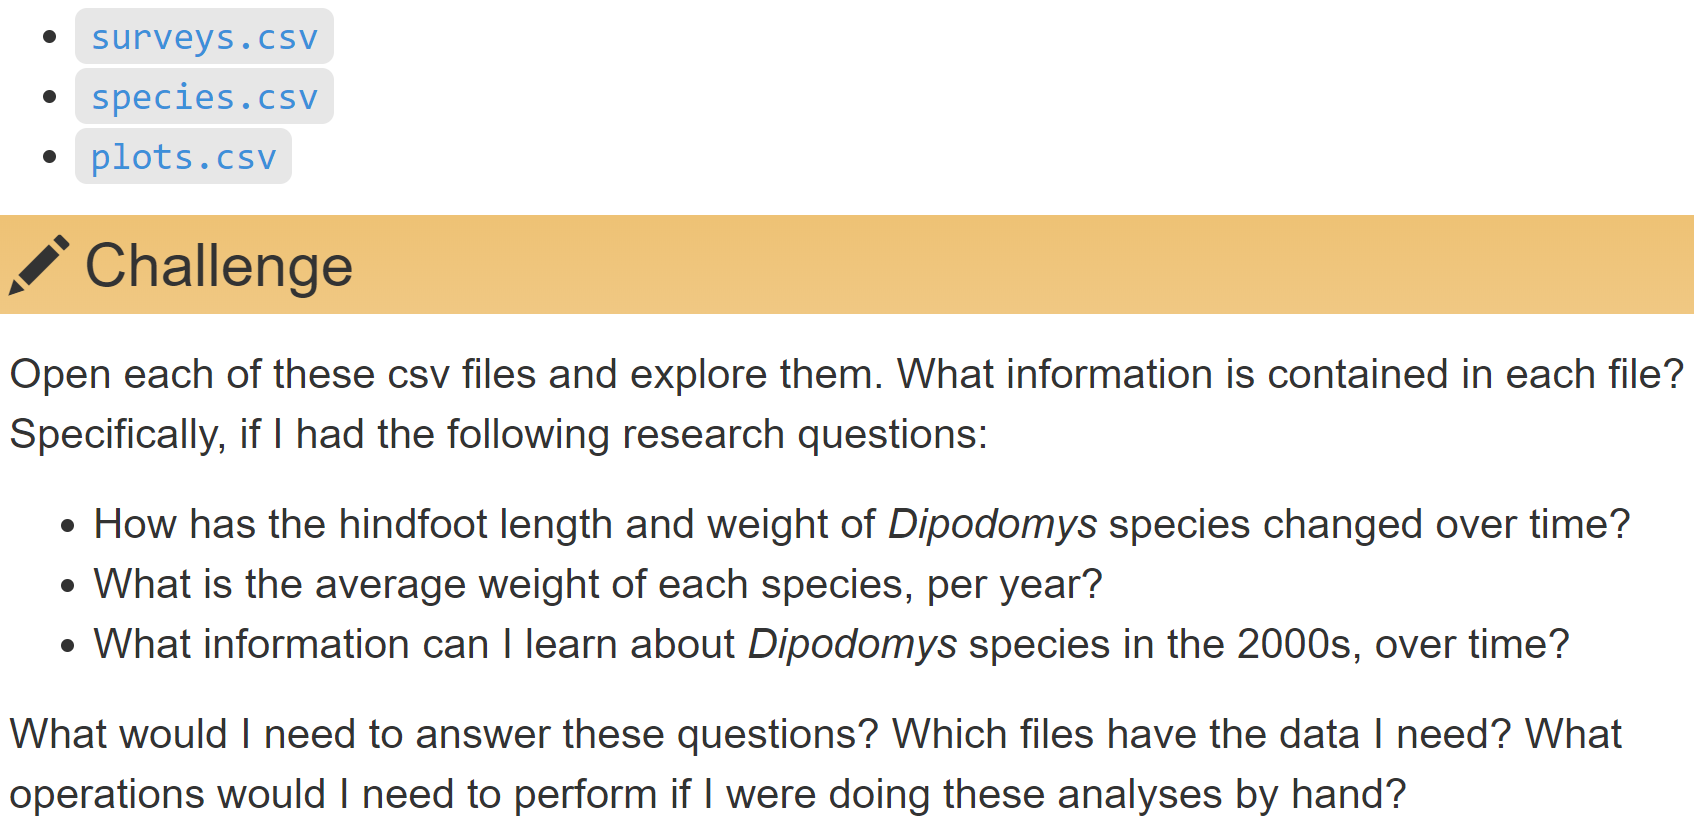 surveys.csv
species.csv
plots.csv
Challenge
Open each of these csv files and explore them. What information is contained in each file?
Specifically, if I had the following research questions:
How has the hindfoot length and weight of Dipodomys species changed over time?
What is the average weight of each species, per year?
What information can I learn about Dipodomys species in the 2000s, over time?
What would I need to answer these questions? Which files have the data I need? What
operations would I need to perform if I were doing these analyses by hand?